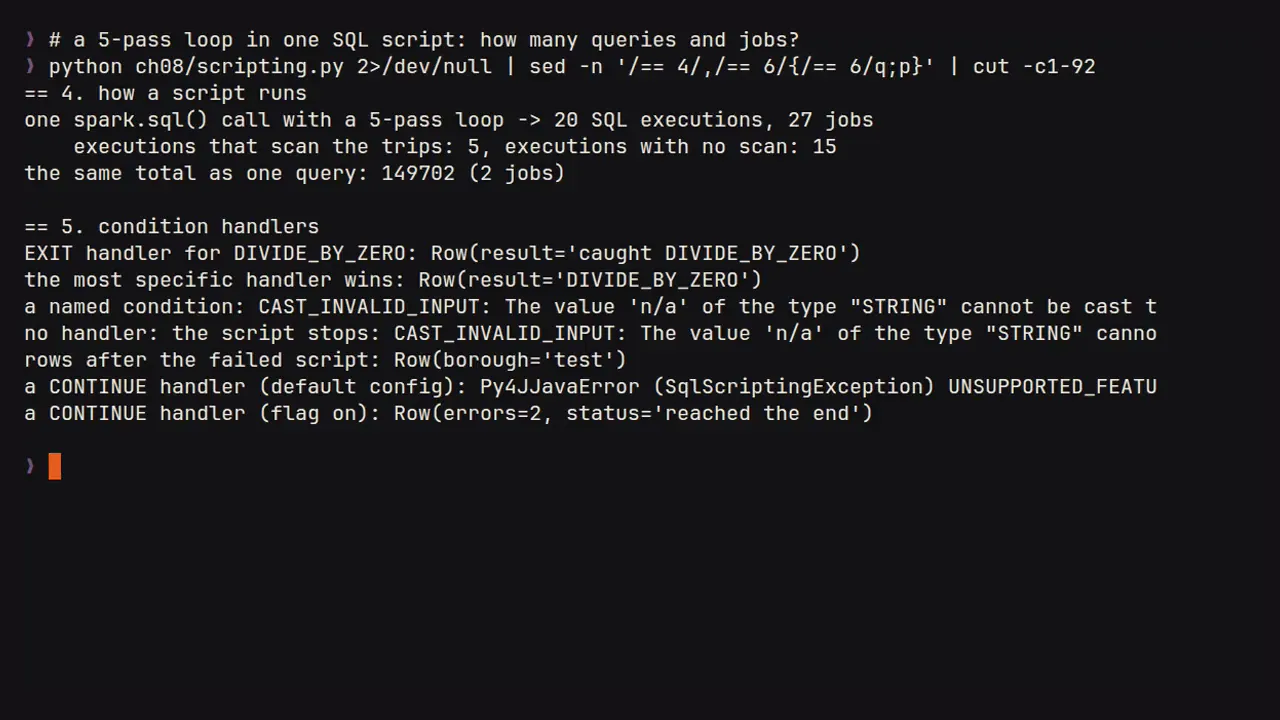 ❯ # a 5-pass loop in one SQL script: how many queries and jobs?
❯ python ch08/scripting.py 2>/dev/null | sed -n '/== 4/,/== 6/{/== 6/q;p}' | cut -c1-92
== 4. how a script runs
one spark.sql() call with a 5-pass loop -> 20 SQL executions, 27 jobs
    executions that scan the trips: 5, executions with no scan: 15
the same total as one query: 149702 (2 jobs)
== 5. condition handlers
EXIT handler for DIVIDE_BY_ZERO: Row(result='caught DIVIDE_BY_ZERO')
the most specific handler wins: Row(result='DIVIDE_BY_ZERO')
a named condition: CAST_INVALID_INPUT: The value 'n/a' of the type "STRING" cannot be cast t
no handler: the script stops: CAST_INVALID_INPUT: The value 'n/a' of the type "STRING" canno
rows after the failed script: Row(borough='test')
a CONTINUE handler (default config): Py4JJavaError (SqlScriptingException) UNSUPPORTED_FEATU
a CONTINUE handler (flag on): Row(errors=2, status='reached the end')
❯